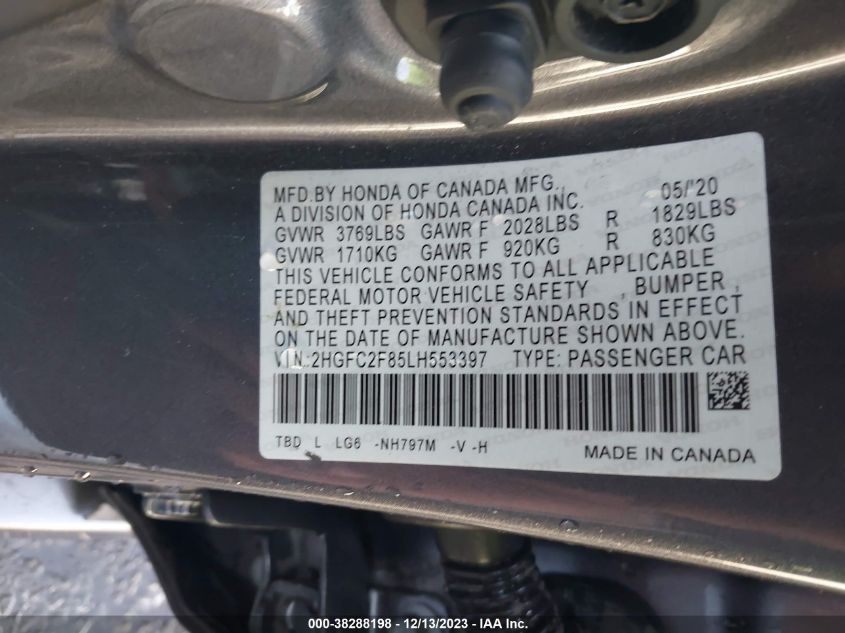 MFD.BY HONDA OF CANADA MFG., 05/'20
A DIVISION OF HONDA CANADA INC.
GVWR 3769LBS GAWR F 2028LBS R 1829LBS
GVWR 1710KG GAWR F 920KG R 830KG
THIS VEHICLE CONFORMS TO ALL APPLICABLE
FEDERAL MOTOR VEHICLE SAFETY , BUMPER ,
AND THEFT PREVENTION STANDARDS IN EFFECT
ON THE DATE OF MANUFACTURE SHOWN ABOVE.
VIN:2HGFC2F85LH553397 TYPE: PASSENGER CAR
TBD L LG6 -NH797M -V -H
MADE IN CANADA
000-38288198 - 12/13/2023 - IAA Inc.